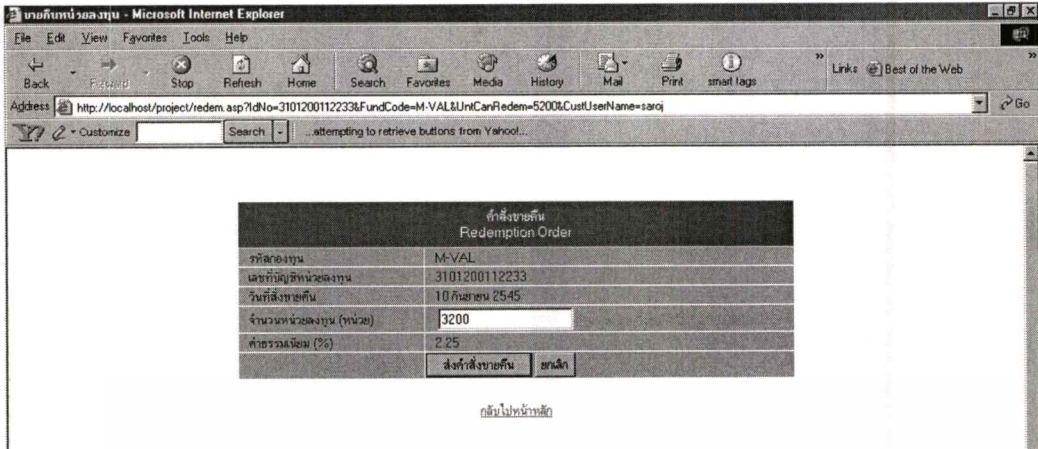 ขายคืนหน่วยลงทุน - Microsoft Internet Explorer
File Edit View Favorites Tools Help
Back Forward Stop Refresh Home Search Favorites Media History Mail Print smart tags Links Best of the Web
Address http://localhost/project/redem.asp?IdNo=3101200112233&FundCode=M-VAL&UntCanRedem=5200&CustUserName=saroj Go
Y? Customize Search ...attempting to retrieve buttons from Yahoo!...
คำสั่งขายคืน
Redemption Order
รหัสกองทุน M-VAL
เลขที่บัญชีหน่วยลงทุน 3101200112233
วันที่สั่งขายคืน 10 กันยายน 2545
จำนวนหน่วยลงทุน (หน่วย) 3200
ค่าธรรมเนียม (%) 2.25
ส่งคำสั่งขายคืน ยกเลิก
กลับไปหน้าหลัก